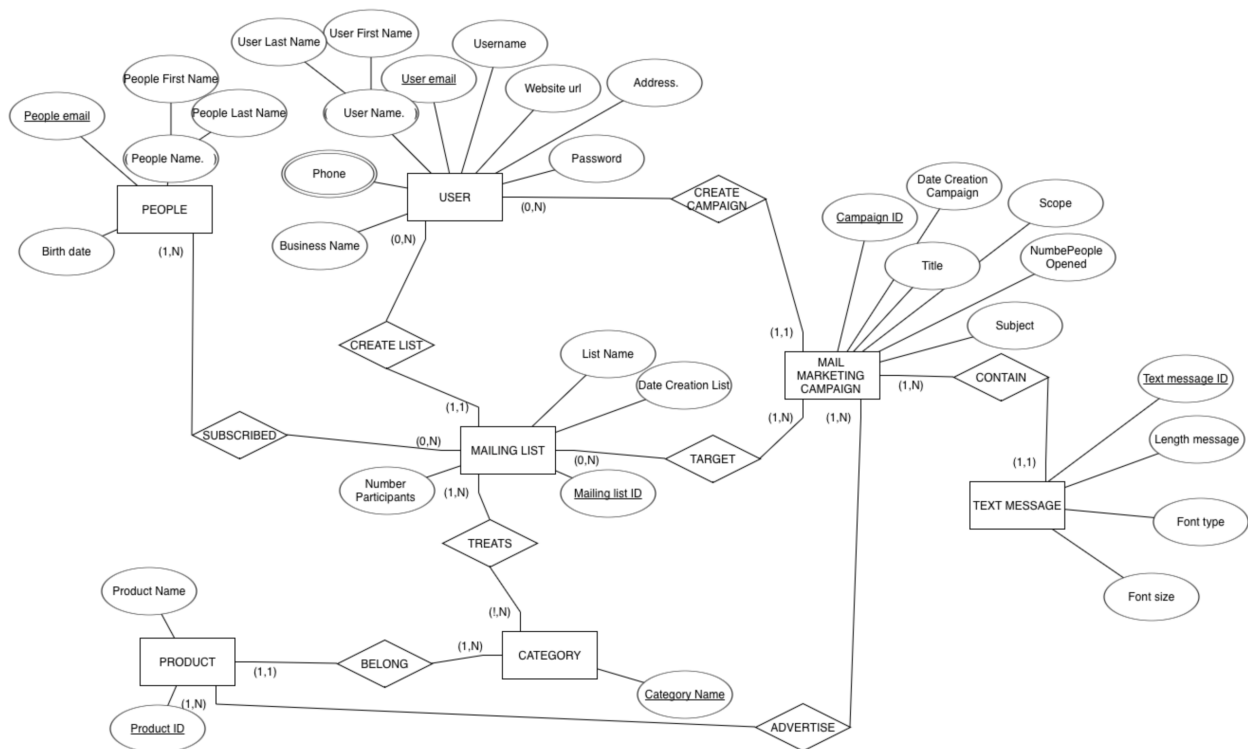 User Last Name
User First Name
Username
People First Name
User email
Website url
Address.
People email
People Last Name
( User Name. )
( People Name. )
Phone
Password
USER
PEOPLE
CREATE
CAMPAIGN
(0,N)
Date Creation
Campaign
Scope
Campaign ID
Birth date
(1,N)
Business Name
(0,N)
Title
NumbePeople
Opened
Subject
(1,1)
CREATE LIST
List Name
MAIL
MARKETING
CAMPAIGN
(1,N)
CONTAIN
Text message ID
Date Creation List
(1,1)
(1,N)
(1,N)
SUBSCRIBED
(0,N)
MAILING LIST
(0,N)
TARGET
Length message
(1,1)
Number
Participants
(1,N)
Mailing list ID
TEXT MESSAGE
Font type
TREATS
Product Name
Font size
(!,N)
PRODUCT
(1,1)
BELONG
(1,N)
CATEGORY
Category Name
(1,N)
Product ID
ADVERTISE